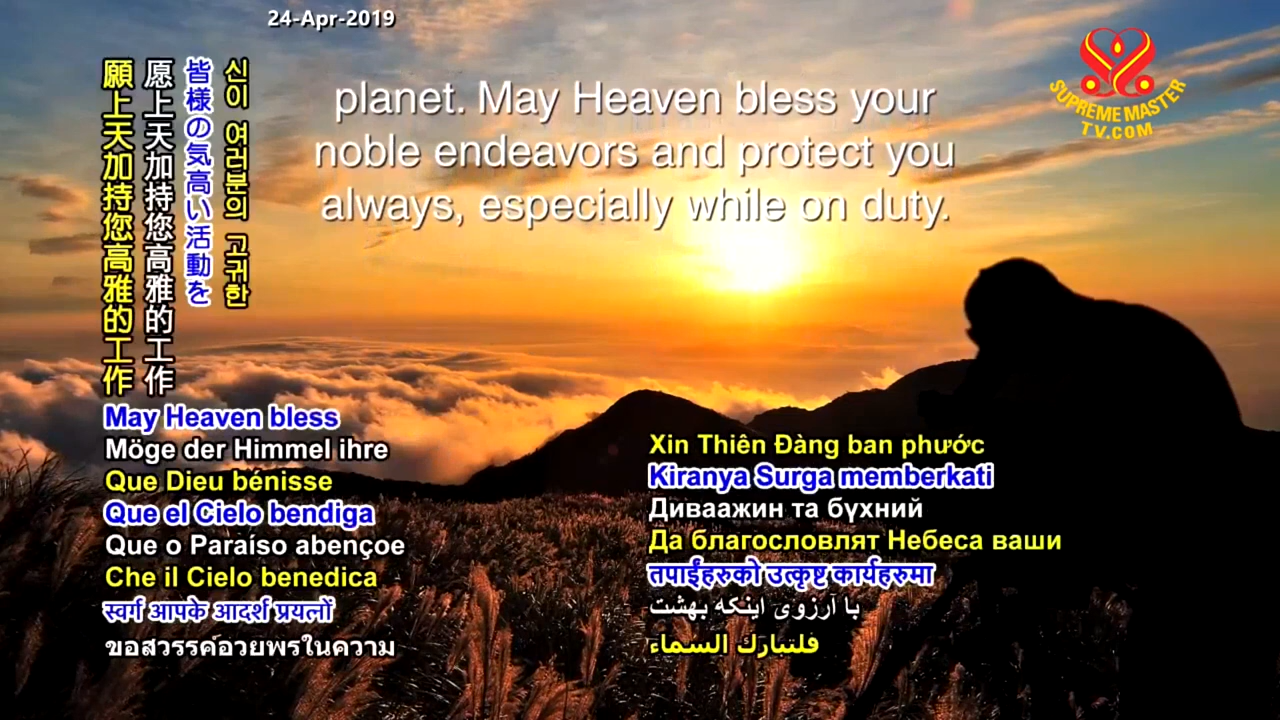 24-Apr-2019
SUPREME MASTER
TV.COM
planet. May Heaven bless your
noble endeavors and protect you
always, especially while on duty.
願上天加持您高雅的工作
愿上天加持您高雅的工作
皆様の気高い活動を
신이 여러분의 고귀한
May Heaven bless
Möge der Himmel ihre
Que Dieu bénisse
Que el Cielo bendiga
Que o Paraíso abençoe
Che il Cielo benedica
स्वर्ग आपके आदर्श प्रयत्नों
ขอสวรรค์อวยพรในความ
Xin Thiên Đàng ban phước
Kiranya Surga memberkati
Диваажин та бүхний
Да благословлят Небеса ваши
तपाईंहरुको उत्कृष्ट कार्यहरुमा
با آرزوی اینکه بهشت
فلتبارك السماء